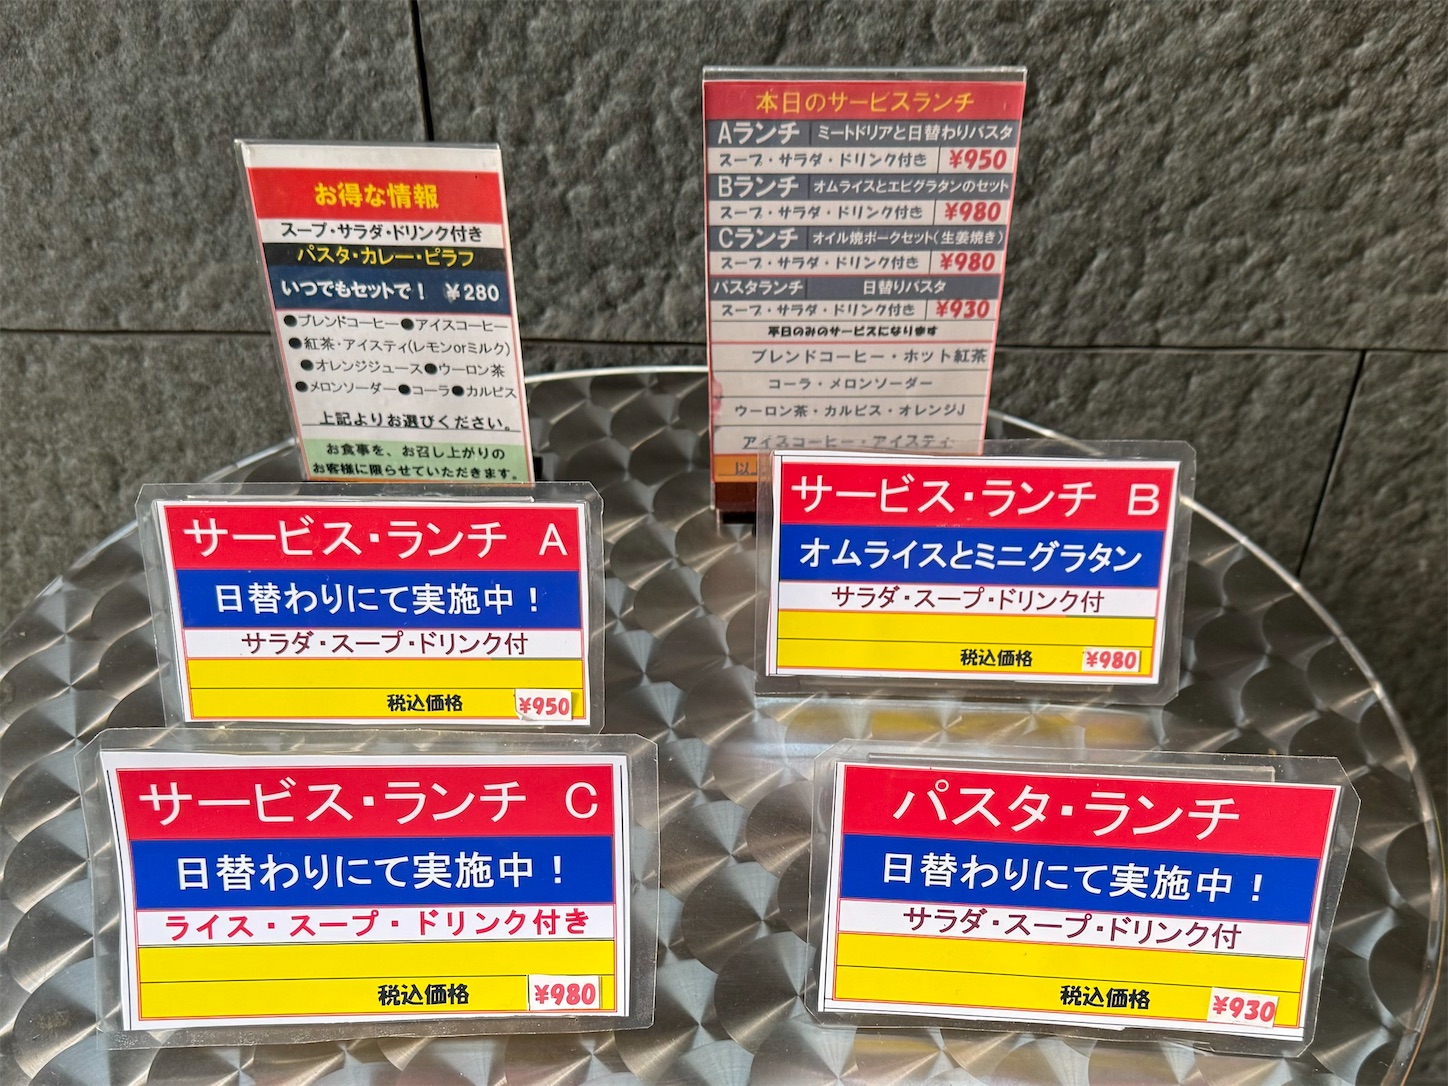 お得な情報
スープ・サラダ・ドリンク付き
パスタ・カレー・ピラフ
いつでもセットで！ ￥280
●ブレンドコーヒー●アイスコーヒー
●紅茶・アイスティ(レモンorミルク)
●オレンジジュース●ウーロン茶
●メロンソーダー●コーラ●カルピス
上記よりお選びください。
お食事を、お召し上がりの
お客様に限らせていただきます。
本日のサービスランチ
Aランチ ミートドリアと日替わりパスタ
スープ・サラダ・ドリンク付き ¥950
Bランチ オムライスとエビグラタンのセット
スープ・サラダ・ドリンク付き ¥980
Cランチ オイル焼ポークセット(生姜焼き)
スープ・サラダ・ドリンク付き ¥980
パスタランチ 日替りパスタ
スープ・サラダ・ドリンク付き ¥930
平日のみのサービスになります
ブレンドコーヒー・ホット紅茶
コーラ・メロンソーダー
ウーロン茶・カルピス・オレンジJ
アイスコーヒー・アイスティ
サービス・ランチ A
日替わりにて実施中！
サラダ・スープ・ドリンク付
税込価格 ¥950
サービス・ランチ B
オムライスとミニグラタン
サラダ・スープ・ドリンク付
税込価格 ¥980
サービス・ランチ C
日替わりにて実施中！
ライス・スープ・ドリンク付き
税込価格 ¥980
パスタ・ランチ
日替わりにて実施中！
サラダ・スープ・ドリンク付
税込価格 ¥930